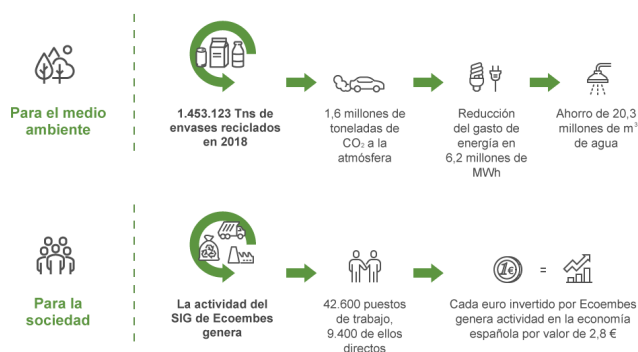 Para el medio
ambiente
1.453.123 Tns de
envases reciclados
en 2018
1,6 millones de
toneladas de
CO₂ a la
atmósfera
Reducción
del gasto de
energía en
6,2 millones de
MWh
Ahorro de 20,3
millones de m³
de agua
Para la
sociedad
La actividad del
SIG de Ecoembes
genera
42.600 puestos
de trabajo,
9.400 de ellos
directos
1€
=
Cada euro invertido por Ecoembes
genera actividad en la economía
española por valor de 2,8 €